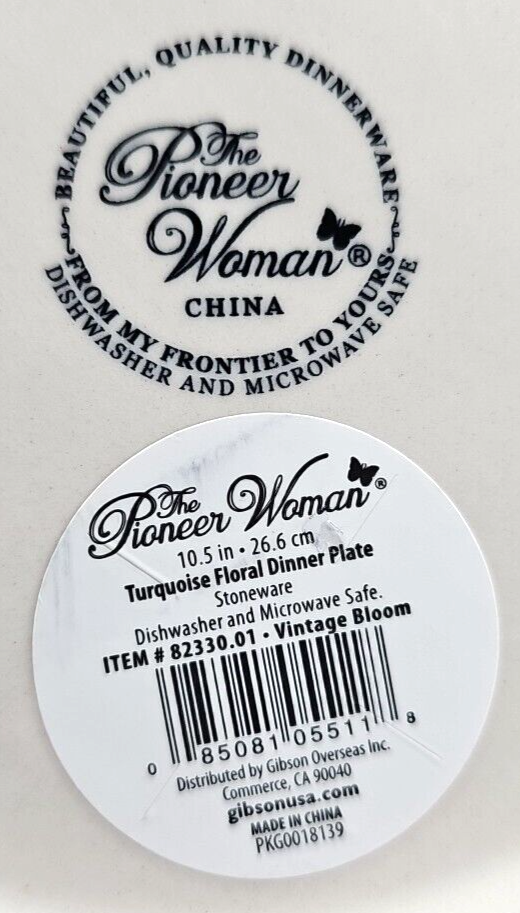 BEAUTIFUL, QUALITY DINNERWARE
The
Pioneer
Woman®
CHINA
FROM MY FRONTIER TO YOURS
DISHWASHER AND MICROWAVE SAFE
The
Pioneer Woman®
10.5 in • 26.6 cm
Turquoise Floral Dinner Plate
Stoneware
Dishwasher and Microwave Safe.
ITEM # 82330.01 • Vintage Bloom
0 85081 05511 8
Distributed by Gibson Overseas Inc.
Commerce, CA 90040
gibsonusa.com
MADE IN CHINA
PKG0018139